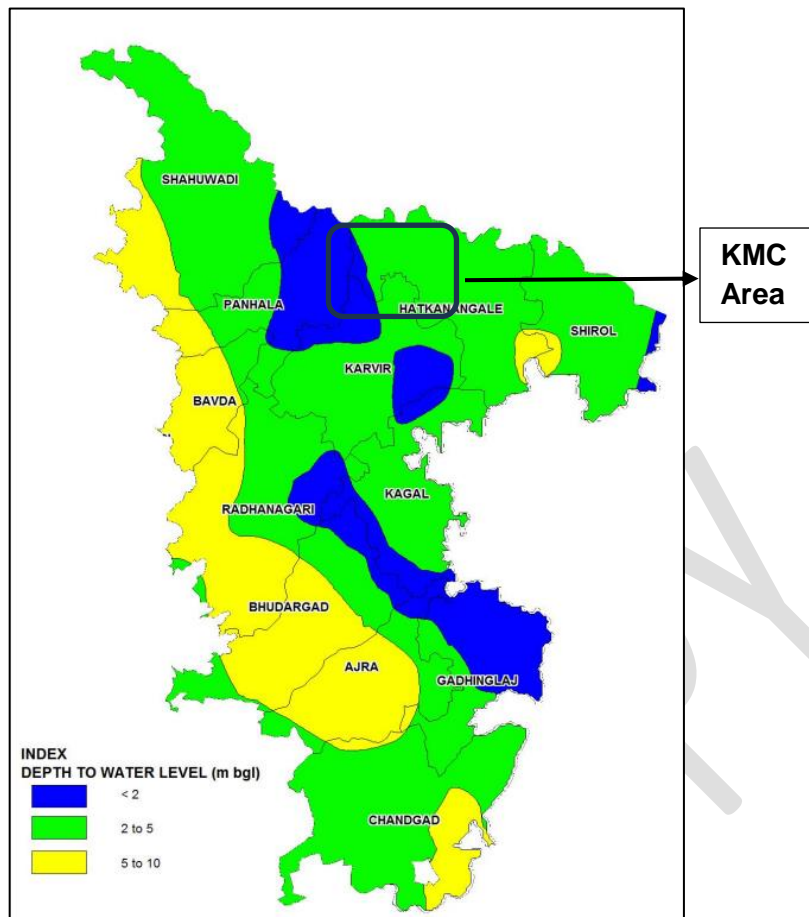 SHAHUWADI
PANHALA
HATKANANGALE
SHIROL
KARVIR
BAVDA
KAGAL
RADHANAGARI
BHUDARGAD
AJRA
GADHINGLAJ
CHANDGAD
KMC
Area
INDEX
DEPTH TO WATER LEVEL (m bgl)
< 2
2 to 5
5 to 10
PY